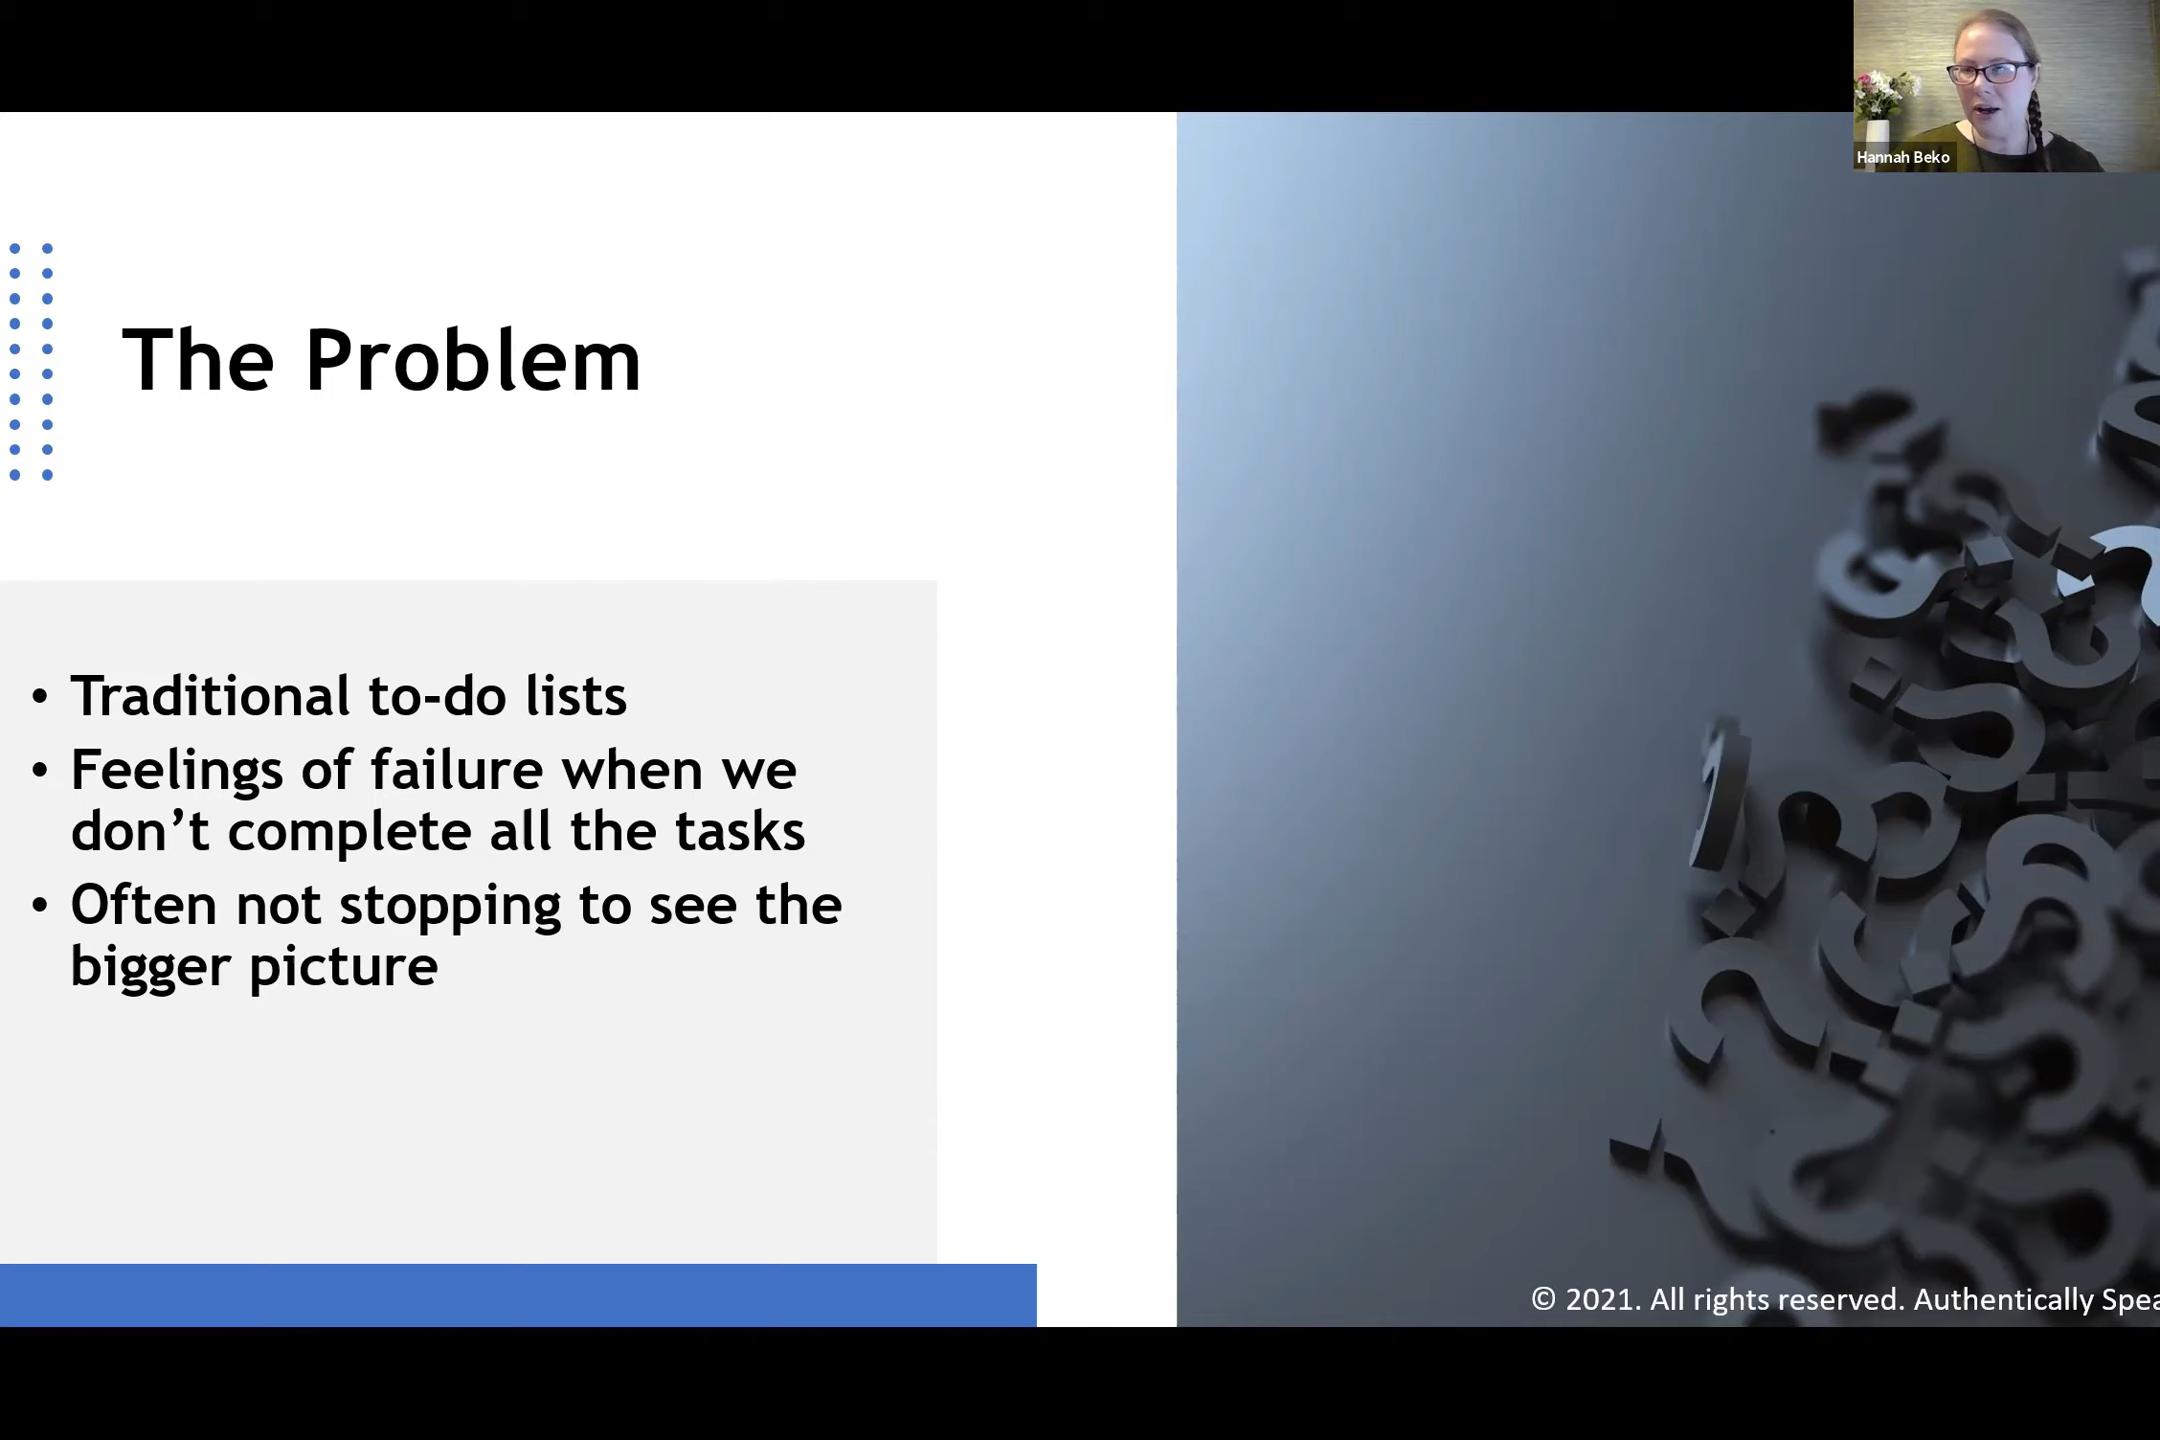 Hannah Beko
The Problem
• Traditional to-do lists
• Feelings of failure when we
don’t complete all the tasks
• Often not stopping to see the
bigger picture
© 2021. All rights reserved. Authentically